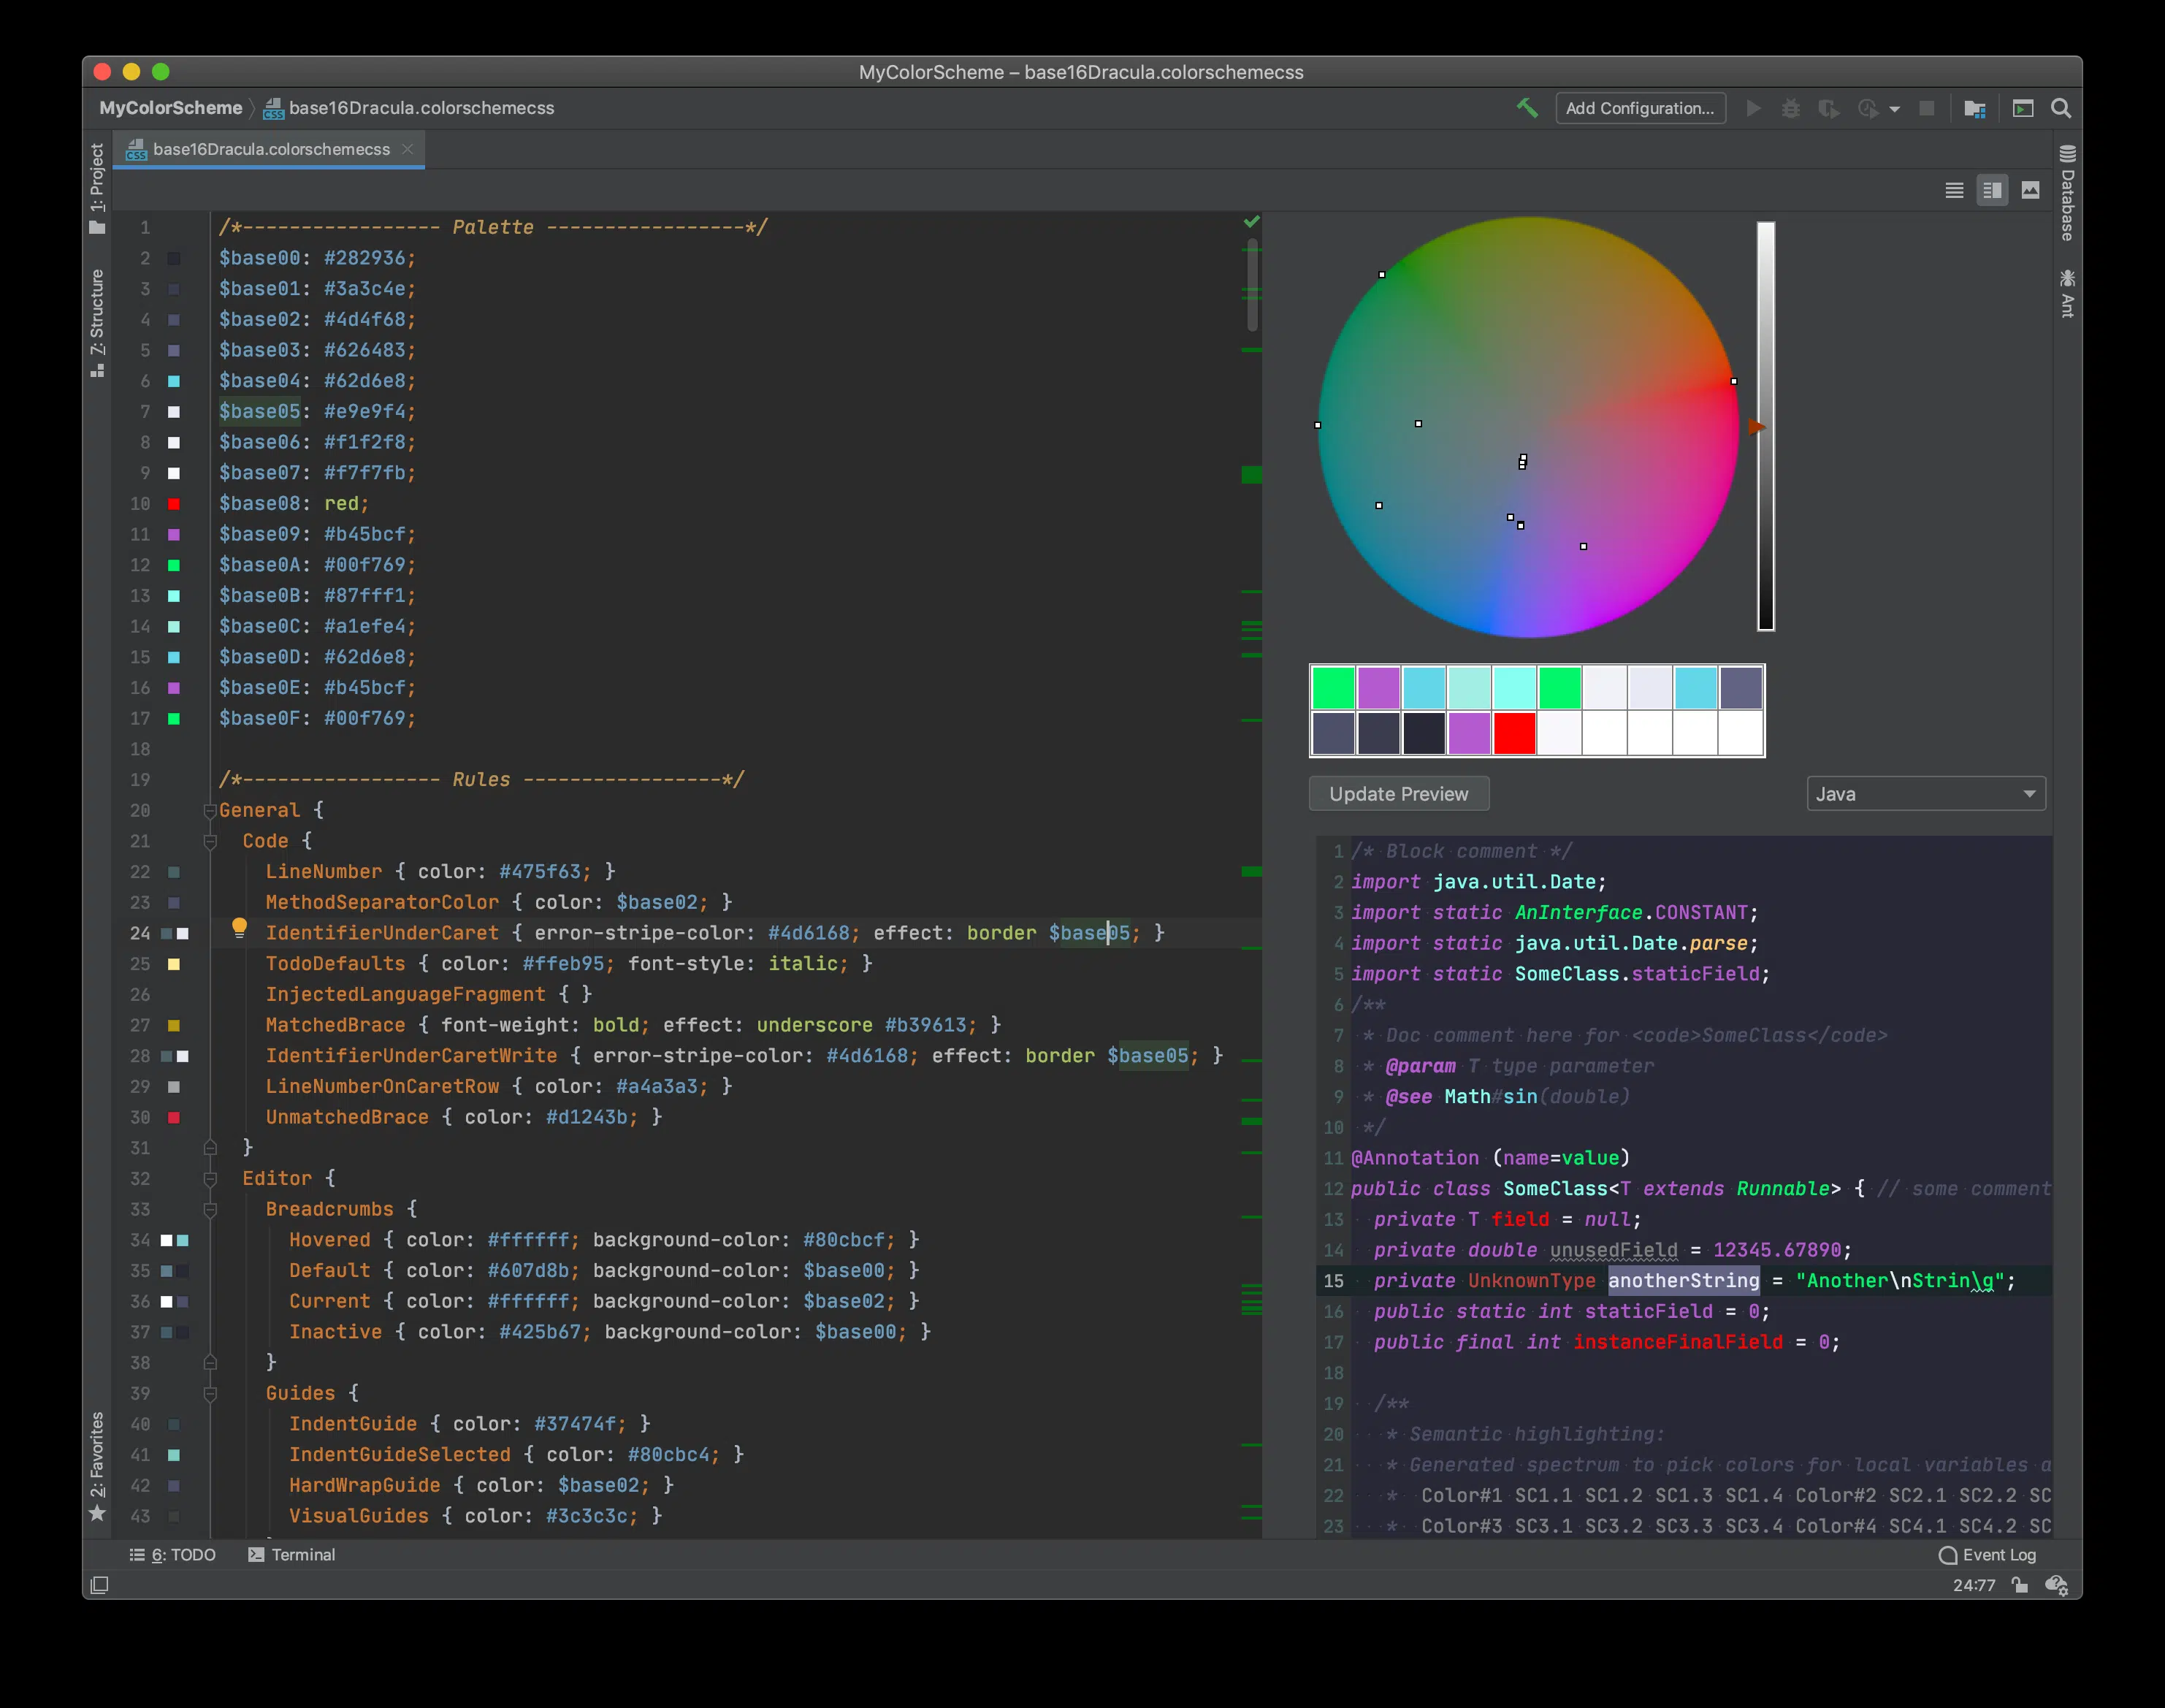 MyColorScheme – base16Dracula.colorschemecss
MyColorScheme base16Dracula.colorschemecss
Add Configuration...
base16Dracula.colorschemecss
1: Project
7: Structure
2: Favorites
Database
Ant
1 /*----------------- Palette -----------------*/
2 $base00: #282936;
3 $base01: #3a3c4e;
4 $base02: #4d4f68;
5 $base03: #626483;
6 $base04: #62d6e8;
7 $base05: #e9e9f4;
8 $base06: #f1f2f8;
9 $base07: #f7f7fb;
10 $base08: red;
11 $base09: #b45bcf;
12 $base0A: #00f769;
13 $base0B: #87fff1;
14 $base0C: #a1efe4;
15 $base0D: #62d6e8;
16 $base0E: #b45bcf;
17 $base0F: #00f769;
18
19 /*----------------- Rules -----------------*/
20 General {
21 Code {
22 LineNumber { color: #475f63; }
23 MethodSeparatorColor { color: $base02; }
24 IdentifierUnderCaret { error-stripe-color: #4d6168; effect: border $base05; }
25 TodoDefaults { color: #ffeb95; font-style: italic; }
26 InjectedLanguageFragment { }
27 MatchedBrace { font-weight: bold; effect: underscore #b39613; }
28 IdentifierUnderCaretWrite { error-stripe-color: #4d6168; effect: border $base05; }
29 LineNumberOnCaretRow { color: #a4a3a3; }
30 UnmatchedBrace { color: #d1243b; }
31 }
32 Editor {
33 Breadcrumbs {
34 Hovered { color: #ffffff; background-color: #80cbcf; }
35 Default { color: #607d8b; background-color: $base00; }
36 Current { color: #ffffff; background-color: $base02; }
37 Inactive { color: #425b67; background-color: $base00; }
38 }
39 Guides {
40 IndentGuide { color: #37474f; }
41 IndentGuideSelected { color: #80cbc4; }
42 HardWrapGuide { color: $base02; }
43 VisualGuides { color: #3c3c3c; }
Update Preview
Java
1 /* Block comment */
2 import java.util.Date;
3 import static AnInterface.CONSTANT;
4 import static java.util.Date.parse;
5 import static SomeClass.staticField;
6 /**
7 * Doc comment here for <code>SomeClass</code>
8 * @param T type parameter
9 * @see Math#sin(double)
10 */
11 @Annotation (name=value)
12 public class SomeClass<T extends Runnable> { // some comment
13 private T field = null;
14 private double unusedField = 12345.67890;
15 private UnknownType anotherString = "Another\nStrin\g";
16 public static int staticField = 0;
17 public final int instanceFinalField = 0;
18
19 /**
20 * Semantic highlighting:
21 * Generated spectrum to pick colors for local variables a
22 * Color#1 SC1.1 SC1.2 SC1.3 SC1.4 Color#2 SC2.1 SC2.2 SC
23 * Color#3 SC3.1 SC3.2 SC3.3 SC3.4 Color#4 SC4.1 SC4.2 SC
6: TODO Terminal
Event Log
24:77